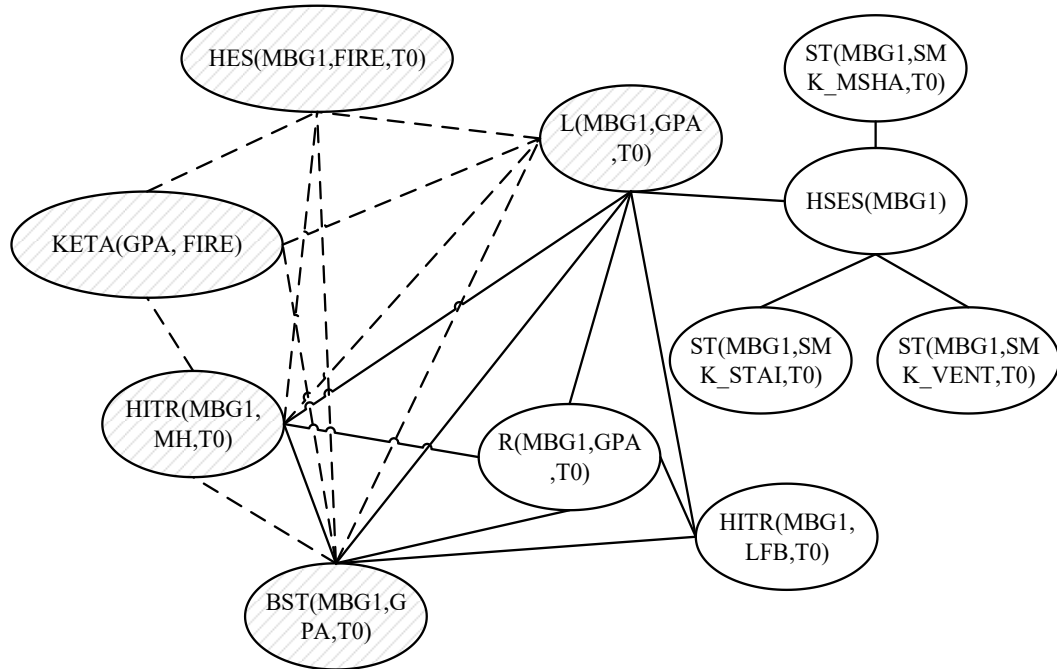 HES(MBG1,FIRE,T0)
ST(MBG1,SM
K_MSHA,T0)
L(MBG1,GPA
,T0)
HSES(MBG1)
KETA(GPA, FIRE)
ST(MBG1,SM
K_STAI,T0)
ST(MBG1,SM
K_VENT,T0)
HITR(MBG1,
MH,T0)
R(MBG1,GPA
,T0)
HITR(MBG1,
LFB,T0)
BST(MBG1,G
PA,T0)